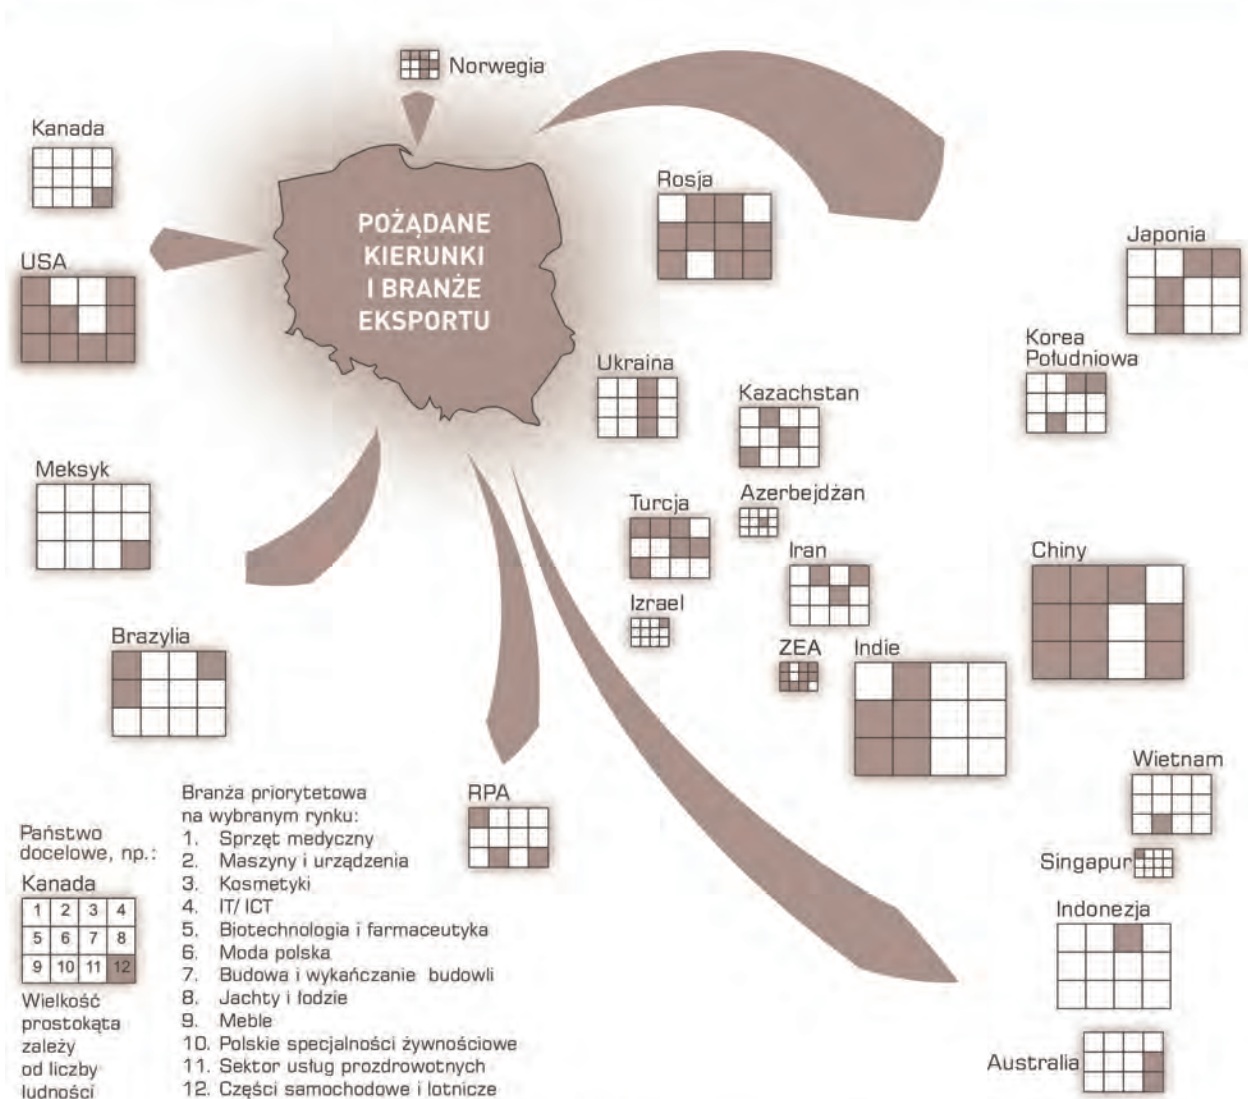 Norwegia
Kanada
Rosja
POŻĄDANE
KIERUNKI
I BRANŻE
EKSPORTU
Japonia
USA
Korea
Południowa
Ukraina
Kazachstan
Meksyk
Turcja
Azerbejdżan
Iran
Chiny
Izrael
Brazylia
ZEA
Indie
Wietnam
RPA
Singapur
Indonezja
Australia
Państwo
docelowe, np.:
Kanada
1 2 3 4
5 6 7 8
9 10 11 12
Wielkość
prostokąta
zależy
od liczby
ludności
Branża priorytetowa
na wybranym rynku:
1. Sprzęt medyczny
2. Maszyny i urządzenia
3. Kosmetyki
4. IT/ ICT
5. Biotechnologia i farmaceutyka
6. Moda polska
7. Budowa i wykańczanie budowli
8. Jachty i łodzie
9. Meble
10. Polskie specjalności żywnościowe
11. Sektor usług prozdrowotnych
12. Części samochodowe i lotnicze